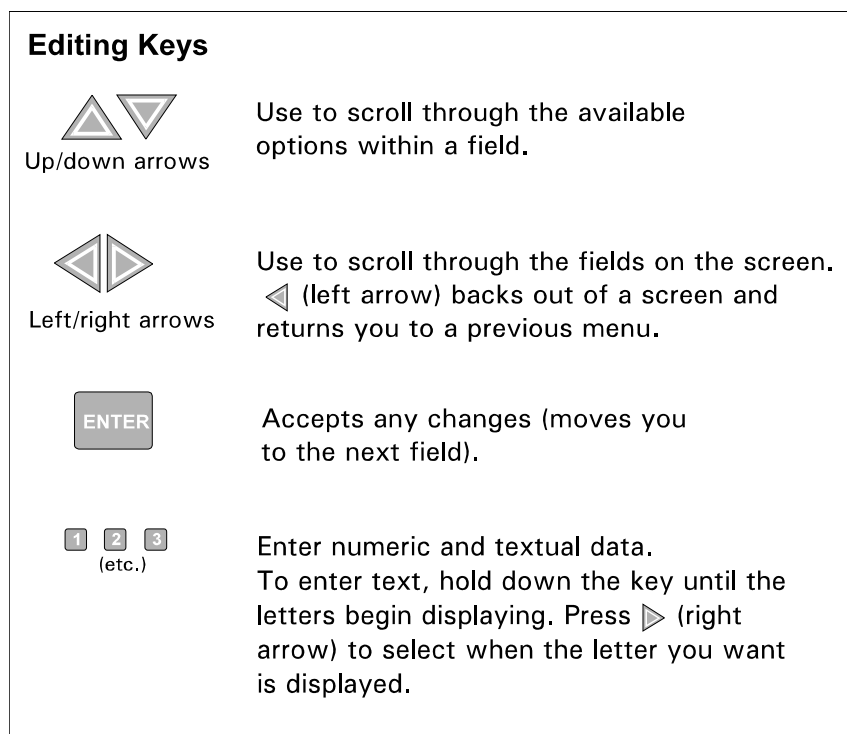 Editing Keys
Up/down arrows
Use to scroll through the available
options within a field.
Left/right arrows
Use to scroll through the fields on the screen.
(left arrow) backs out of a screen and
returns you to a previous menu.
ENTER
Accepts any changes (moves you
to the next field).
1 2 3
(etc.)
Enter numeric and textual data.
To enter text, hold down the key until the
letters begin displaying. Press (right
arrow) to select when the letter you want
is displayed.